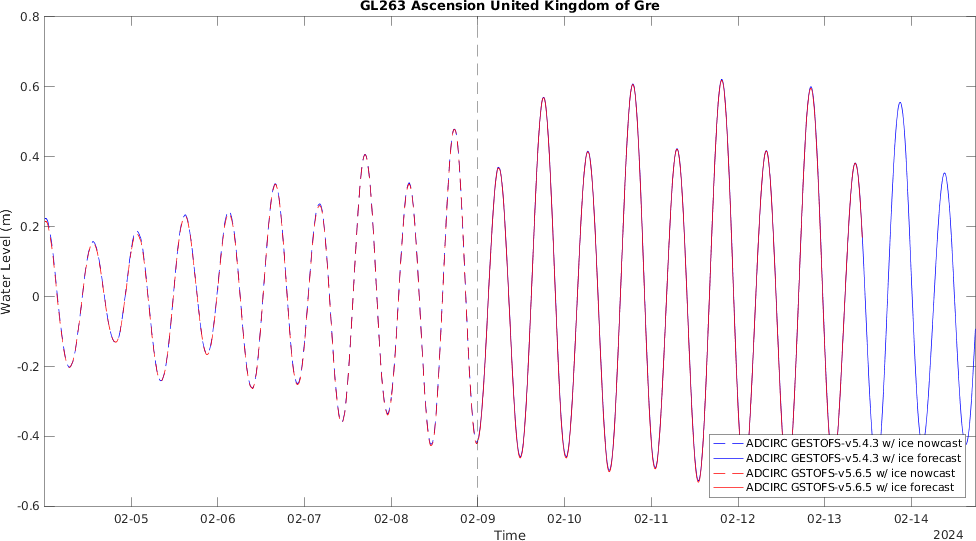 GL263 Ascension United Kingdom of Gre
0.8
0.6
0.4
0.2
0
-0.2
-0.4
-0.6
Water Level (m)
ADCIRC GESTOFS-v5.4.3 w/ ice nowcast
ADCIRC GESTOFS-v5.4.3 w/ ice forecast
ADCIRC GSTOFS-v5.6.5 w/ ice nowcast
ADCIRC GSTOFS-v5.6.5 w/ ice forecast
02-05 02-06 02-07 02-08 02-09 02-10 02-11 02-12 02-13 02-14
Time
2024